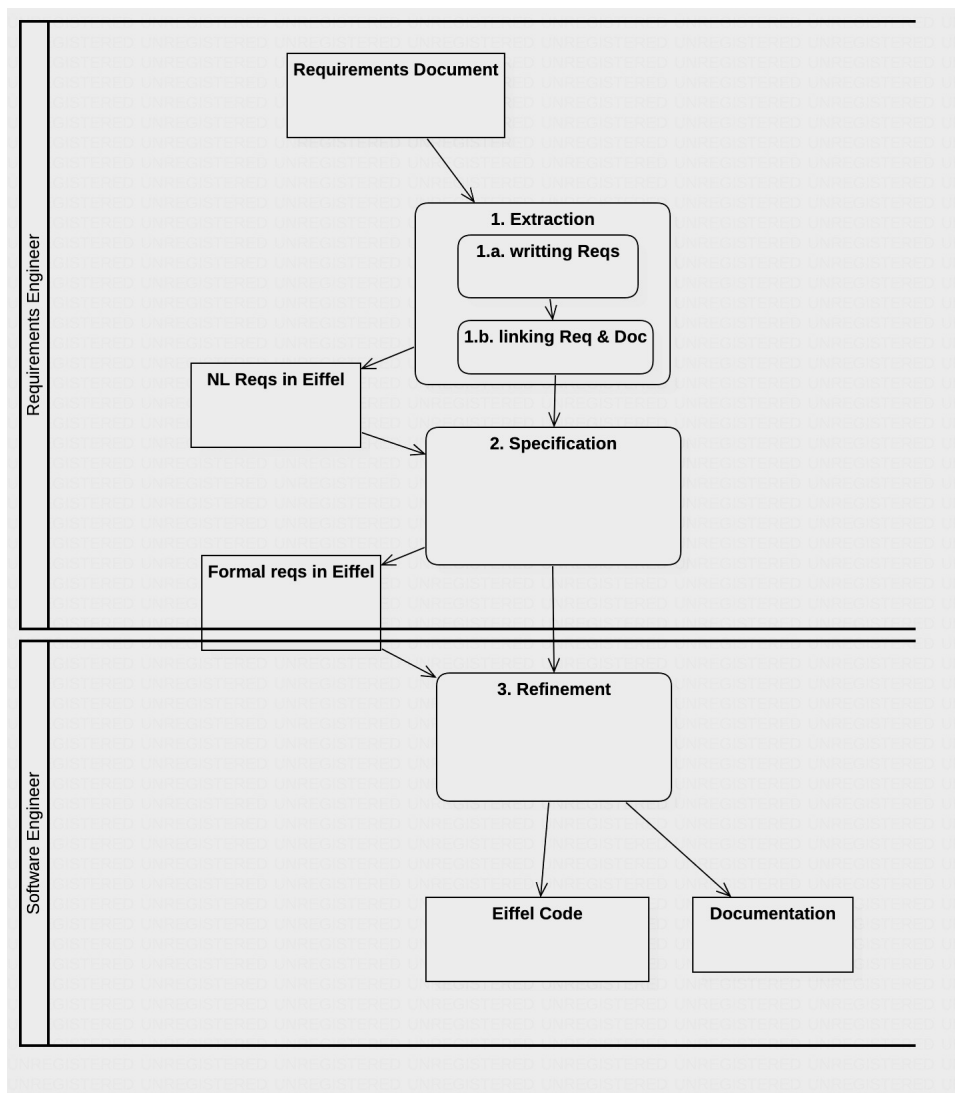 Requirements Engineer
Requirements Document
1. Extraction
1.a. writting Reqs
1.b. linking Req & Doc
NL Reqs in Eiffel
2. Specification
Formal reqs in Eiffel
Software Engineer
3. Refinement
Eiffel Code
Documentation
UNREGISTERED